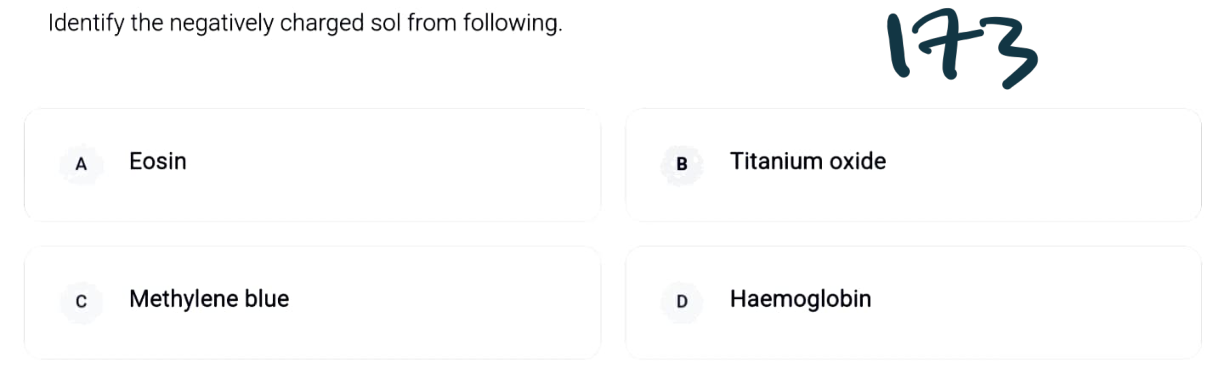 Identify the negatively charged sol from following.
173
A Eosin
B Titanium oxide
C Methylene blue
D Haemoglobin